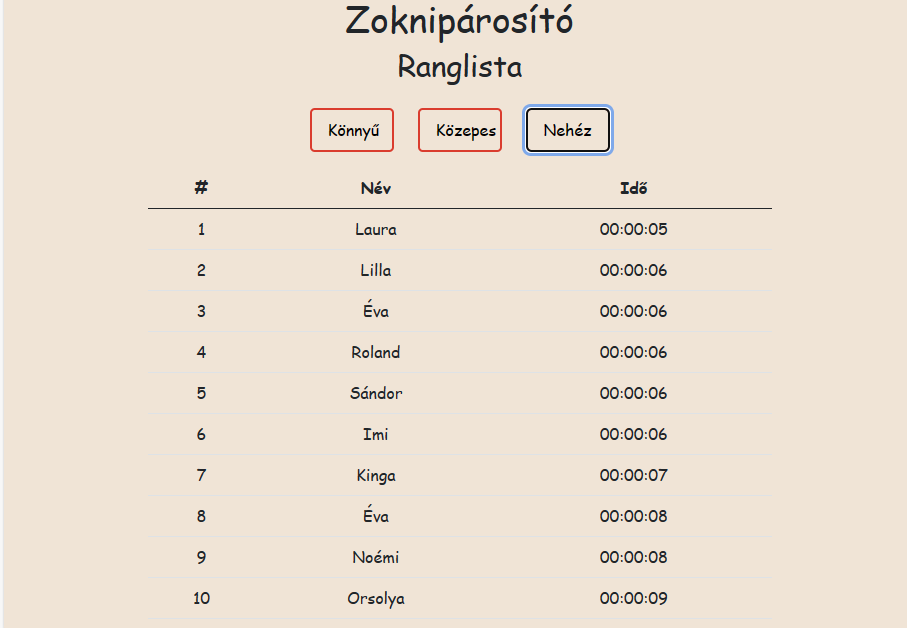 Zoknipárosító
Ranglista
Könnyű Közepes Nehéz
# Név Idő
1 Laura 00:00:05
2 Lilla 00:00:06
3 Éva 00:00:06
4 Roland 00:00:06
5 Sándor 00:00:06
6 Imi 00:00:06
7 Kinga 00:00:07
8 Éva 00:00:08
9 Noémi 00:00:08
10 Orsolya 00:00:09